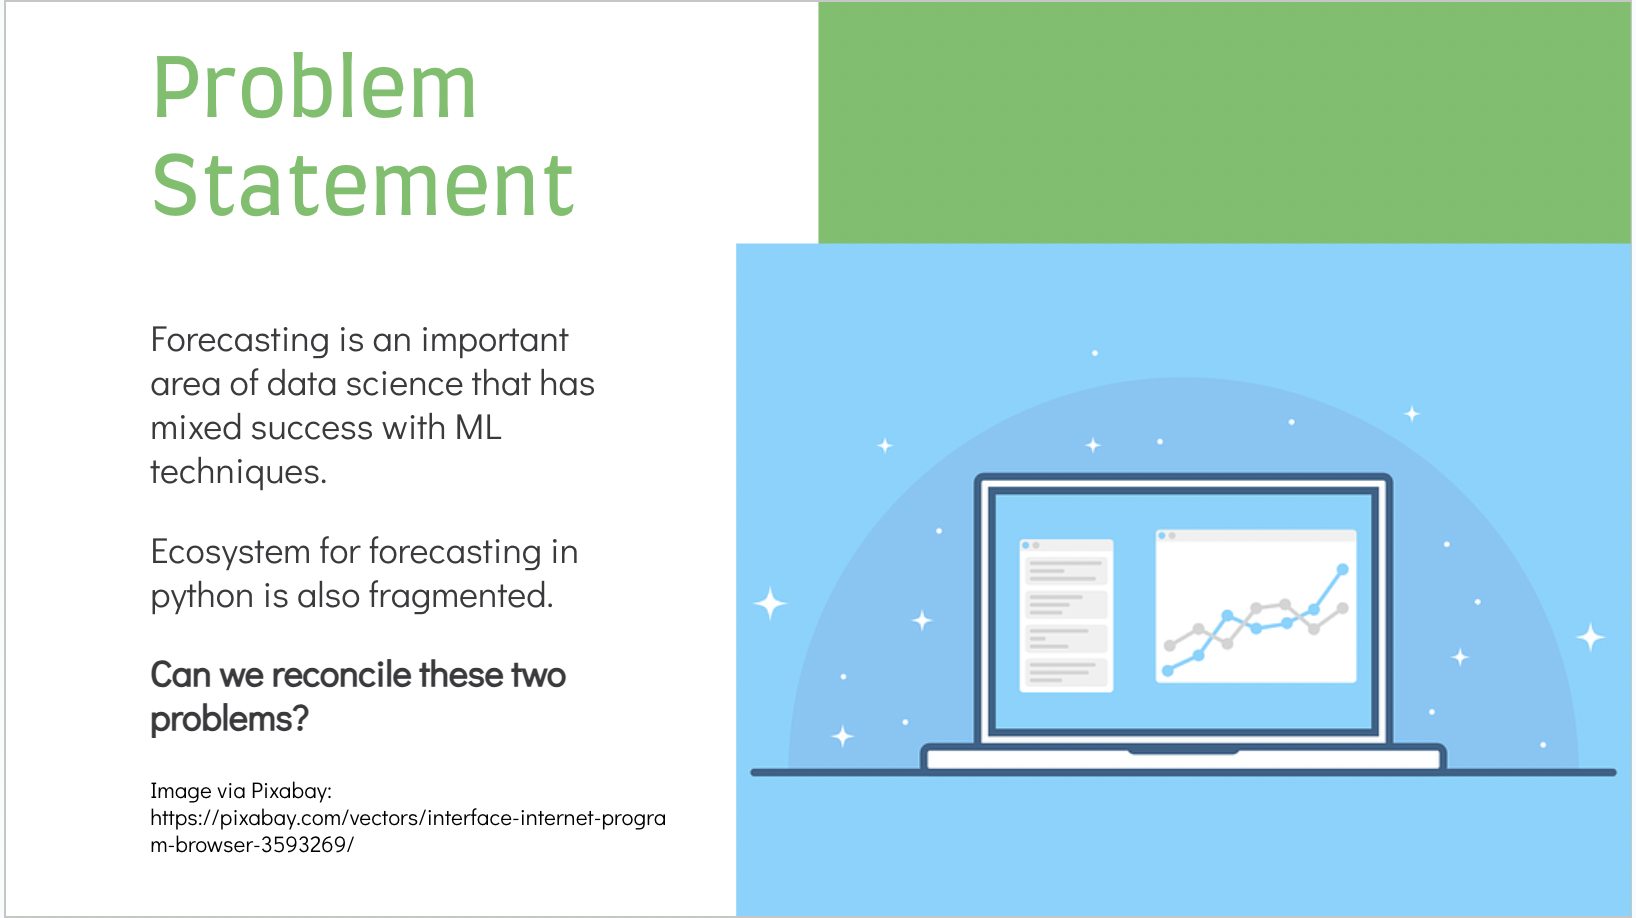 Problem
Statement
Forecasting is an important
area of data science that has
mixed success with ML
techniques.
Ecosystem for forecasting in
python is also fragmented.
Can we reconcile these two
problems?
Image via Pixabay:
https://pixabay.com/vectors/interface-internet-progra
m-browser-3593269/